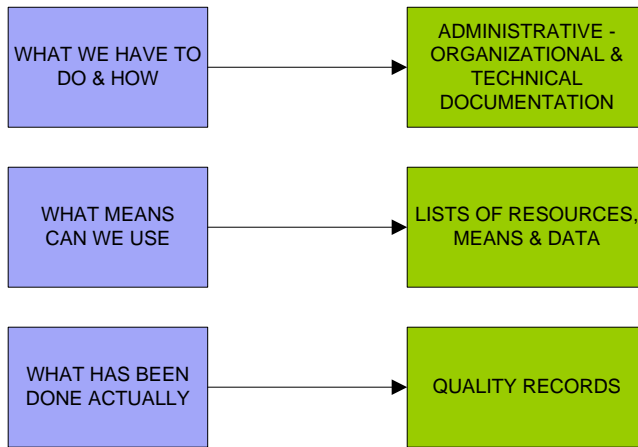 WHAT WE HAVE TO
DO & HOW
ADMINISTRATIVE -
ORGANIZATIONAL &
TECHNICAL
DOCUMENTATION
WHAT MEANS
CAN WE USE
LISTS OF RESOURCES,
MEANS & DATA
WHAT HAS BEEN
DONE ACTUALLY
QUALITY RECORDS